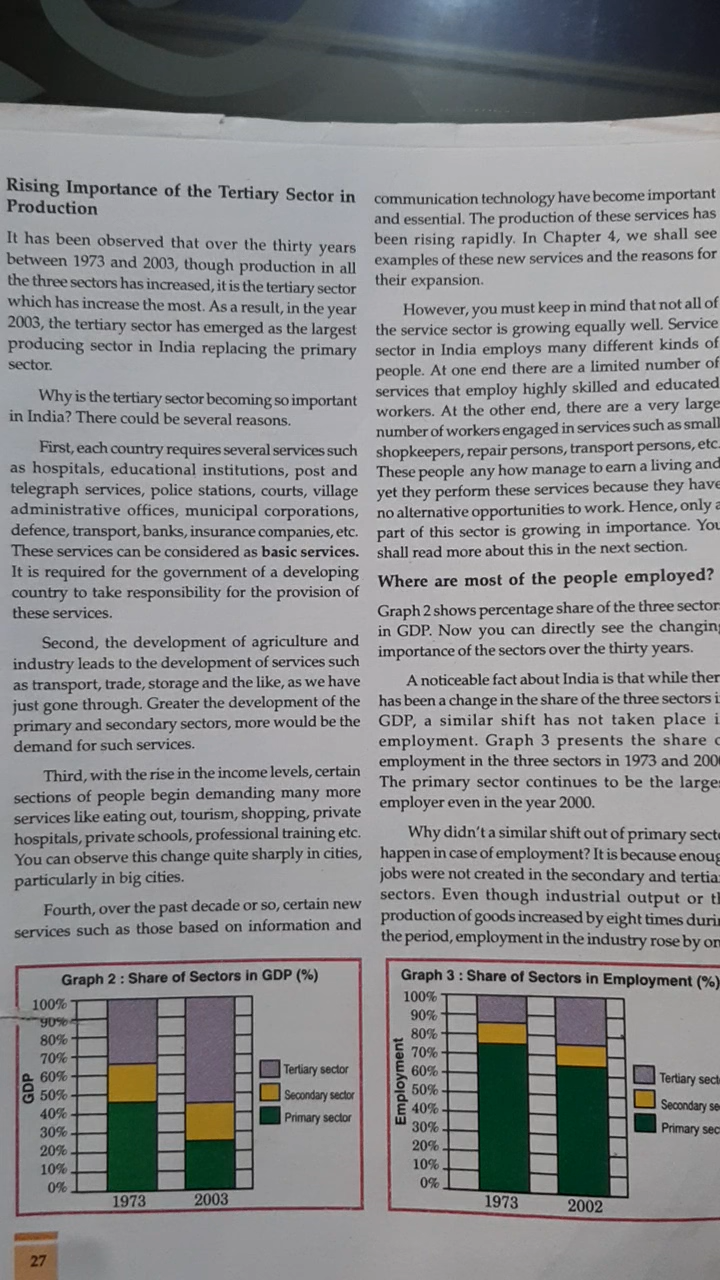 Rising Importance of the Tertiary Sector in
Production
It has been observed that over the thirty years
between 1973 and 2003, though production in all
the three sectors has increased, it is the tertiary sector
which has increase the most. As a result, in the year
2003, the tertiary sector has emerged as the largest
producing sector in India replacing the primary
sector.
Why is the tertiary sector becoming so important
in India? There could be several reasons.
First, each country requires several services such
as hospitals, educational institutions, post and
telegraph services, police stations, courts, village
administrative offices, municipal corporations,
defence, transport, banks, insurance companies, etc.
These services can be considered as basic services.
It is required for the government of a developing
country to take responsibility for the provision of
these services.
Second, the development of agriculture and
industry leads to the development of services such
as transport, trade, storage and the like, as we have
just gone through. Greater the development of the
primary and secondary sectors, more would be the
demand for such services.
Third, with the rise in the income levels, certain
sections of people begin demanding many more
services like eating out, tourism, shopping, private
hospitals, private schools, professional training etc.
You can observe this change quite sharply in cities,
particularly in big cities.
Fourth, over the past decade or so, certain new
services such as those based on information and
communication technology have become important
and essential. The production of these services has
been rising rapidly. In Chapter 4, we shall see
examples of these new services and the reasons for
their expansion.
However, you must keep in mind that not all of
the service sector is growing equally well. Service
sector in India employs many different kinds of
people. At one end there are a limited number of
services that employ highly skilled and educated
workers. At the other end, there are a very large
number of workers engaged in services such as small
shopkeepers, repair persons, transport persons, etc.
These people any how manage to earn a living and
yet they perform these services because they have
no alternative opportunities to work. Hence, only a
part of this sector is growing in importance. You
shall read more about this in the next section.
Where are most of the people employed?
Graph 2 shows percentage share of the three sector
in GDP. Now you can directly see the changing
importance of the sectors over the thirty years.
A noticeable fact about India is that while ther
has been a change in the share of the three sectors i
GDP, a similar shift has not taken place i
employment. Graph 3 presents the share
employment in the three sectors in 1973 and 200
The primary sector continues to be the large
employer even in the year 2000.
Why didn't a similar shift out of primary sect
happen in case of employment? It is because enoug
jobs were not created in the secondary and tertia
sectors. Even though industrial output or t
production of goods increased by eight times duri
the period, employment in the industry rose by on
Graph 2 : Share of Sectors in GDP (%)
100%
90%
80%
70%
60%
50%
40%
30%
20%
10%
0%
GDP
1973 2003
Tertiary sector
Secondary sector
Primary sector
Graph 3 : Share of Sectors in Employment (%)
100%
90%
80%
70%
60%
50%
40%
30%
20%
10%
0%
Employment
1973 2002
Tertiary sect
Secondary se
Primary sec
27